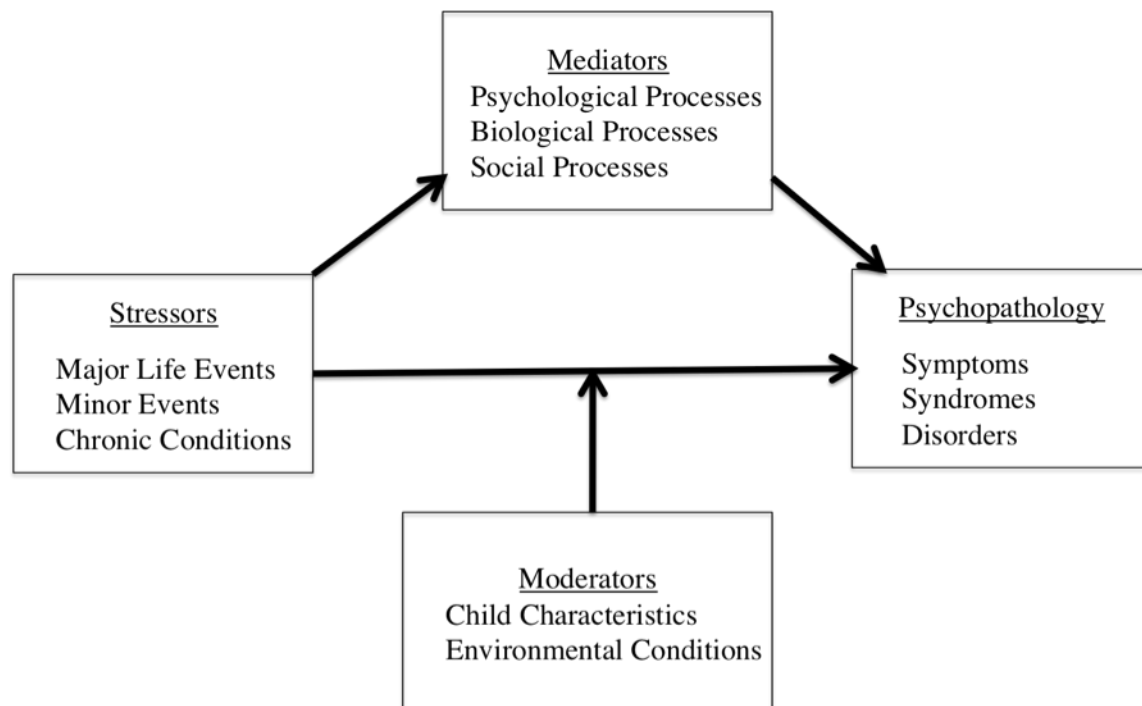 Mediators
Psychological Processes
Biological Processes
Social Processes
Stressors
Major Life Events
Minor Events
Chronic Conditions
Psychopathology
Symptoms
Syndromes
Disorders
Moderators
Child Characteristics
Environmental Conditions